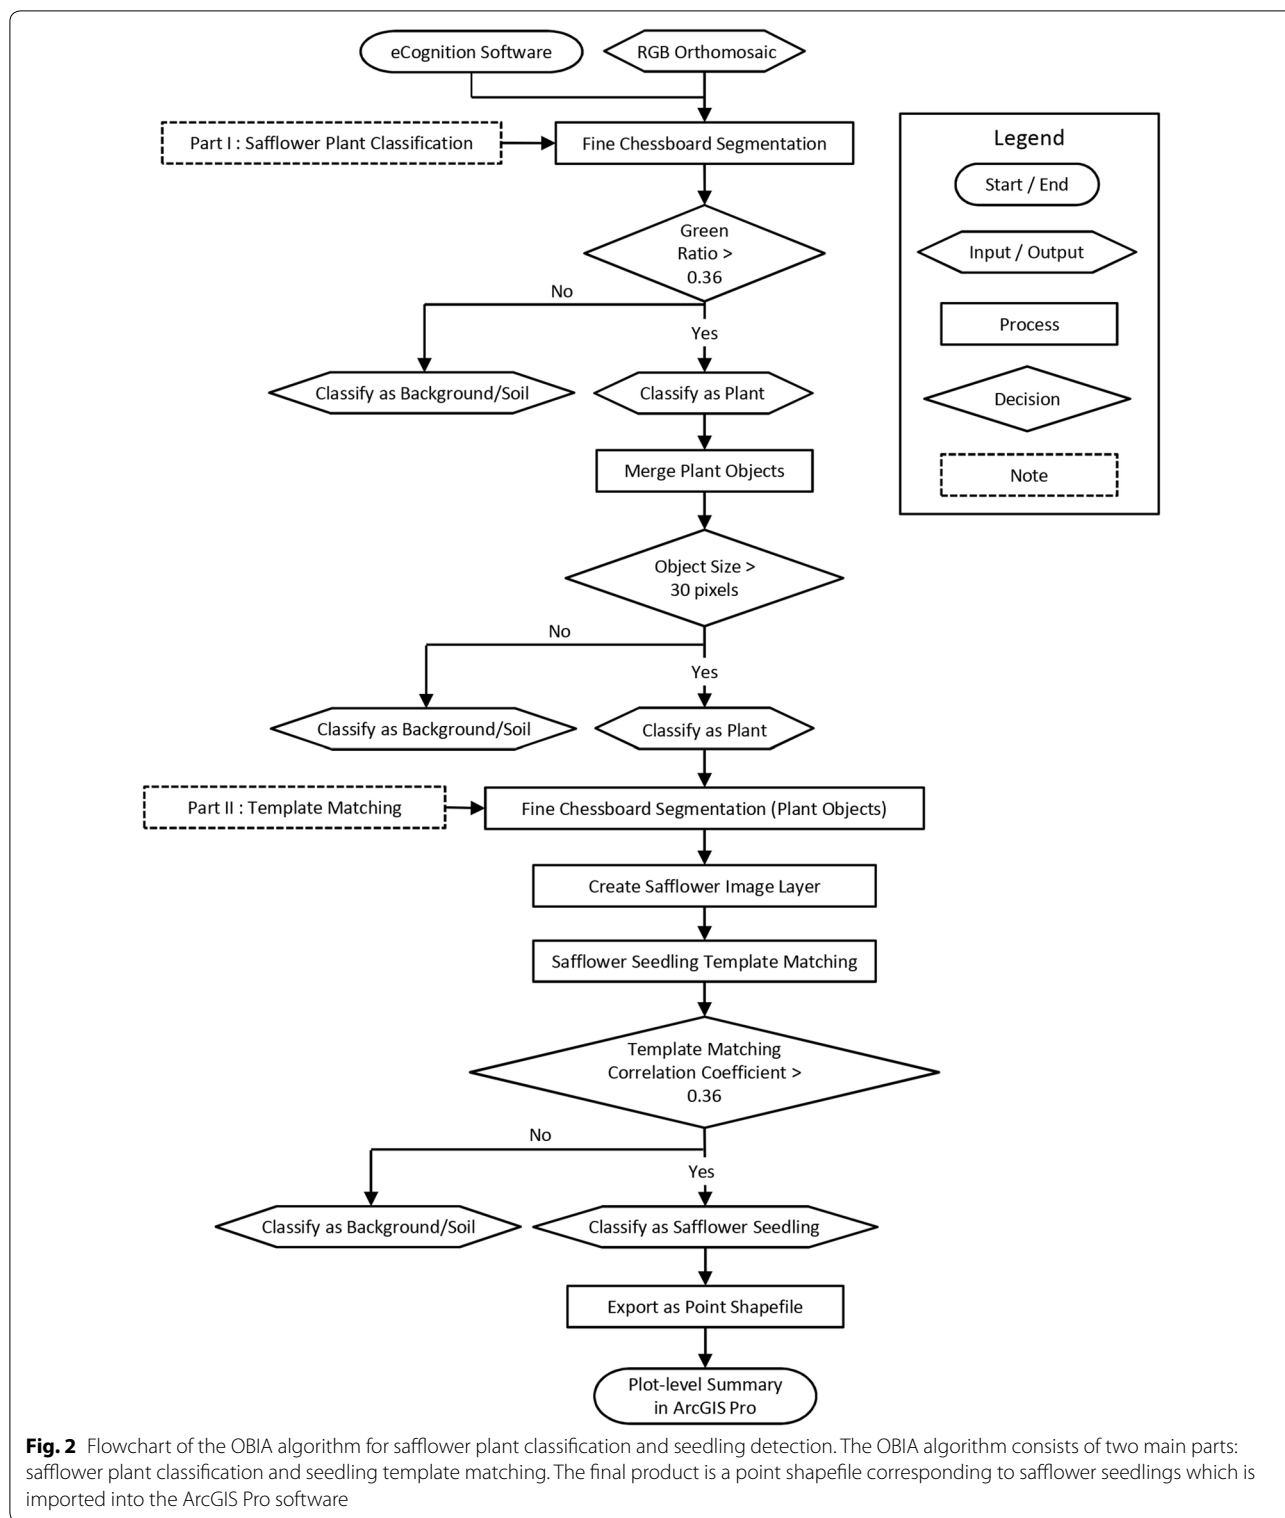 eCognition Software
RGB Orthomosaic
Part I : Safflower Plant Classification
Fine Chessboard Segmentation
Green
Ratio >
0.36
No
Yes
Classify as Background/Soil
Classify as Plant
Merge Plant Objects
Object Size >
30 pixels
No
Yes
Classify as Background/Soil
Classify as Plant
Part II : Template Matching
Fine Chessboard Segmentation (Plant Objects)
Create Safflower Image Layer
Safflower Seedling Template Matching
Template Matching
Correlation Coefficient >
0.36
No
Yes
Classify as Background/Soil
Classify as Safflower Seedling
Export as Point Shapefile
Plot-level Summary
in ArcGIS Pro
Legend
Start / End
Input / Output
Process
Decision
Note
Fig. 2 Flowchart of the OBIA algorithm for safflower plant classification and seedling detection. The OBIA algorithm consists of two main parts:
safflower plant classification and seedling template matching. The final product is a point shapefile corresponding to safflower seedlings which is
imported into the ArcGIS Pro software